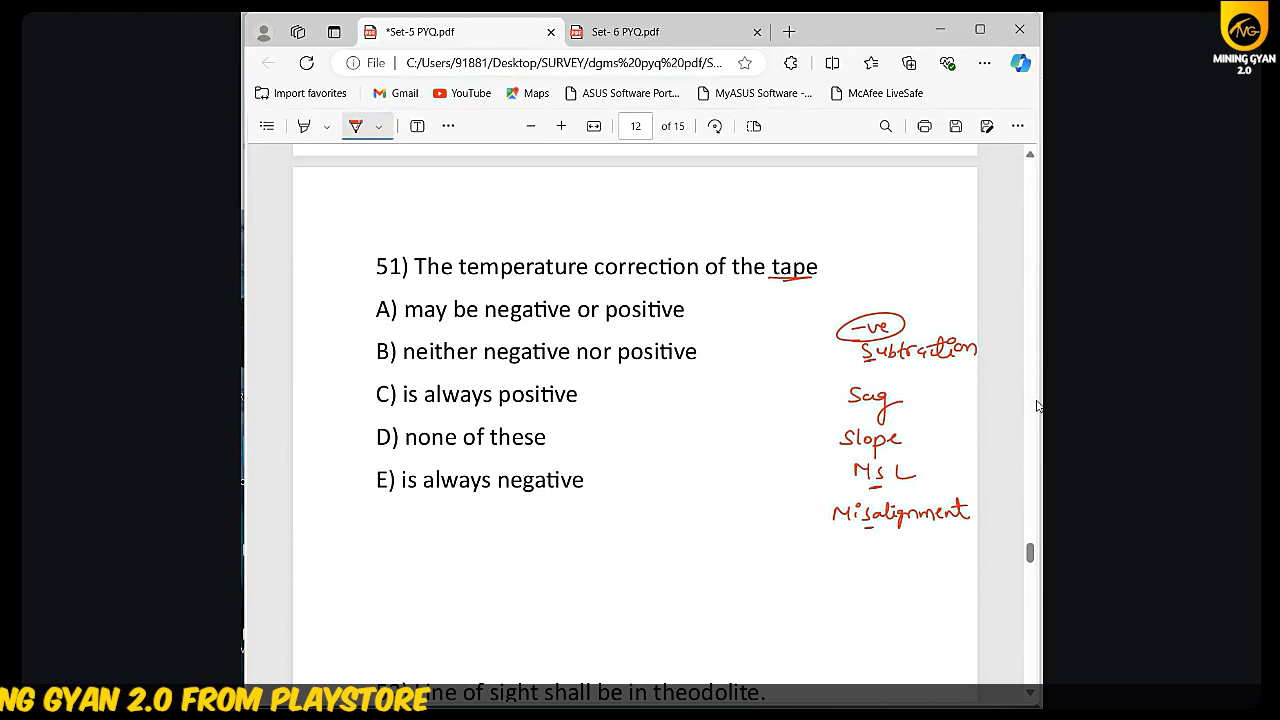 *Set-5 PYQ.pdf
Set- 6 PYQ.pdf
File
C:/Users/91881/Desktop/SURVEY/dgms%20pyq%20pdf/S...
Import favorites
Gmail
YouTube
Maps
ASUS Software Port...
MyASUS Software -...
McAfee LiveSafe
12 of 15
MINING GYAN
2.0
51) The temperature correction of the tape
A) may be negative or positive
B) neither negative nor positive
C) is always positive
D) none of these
E) is always negative
-ve
Subtraction
Sag
Slope
MSL
Misalignment
Line of sight shall be in theodolite.
NG GYAN 2.0 FROM PLAYSTORE